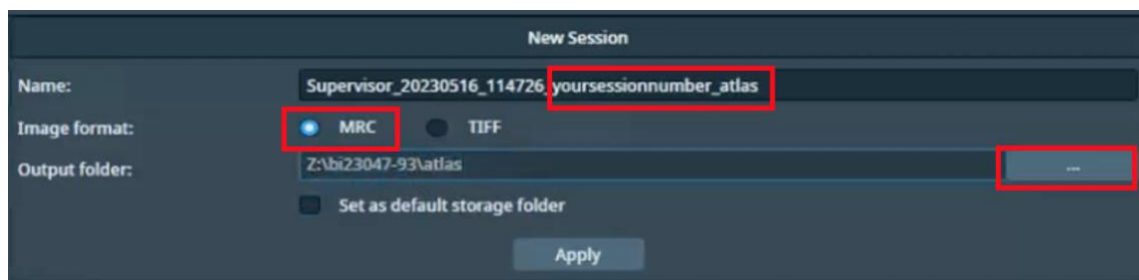 New Session
Name: Supervisor_20230516_114726_yoursessionnumber_atlas
Image format: MRC TIFF
Output folder: Z:\bi23047-93\atlas ...
Set as default storage folder
Apply